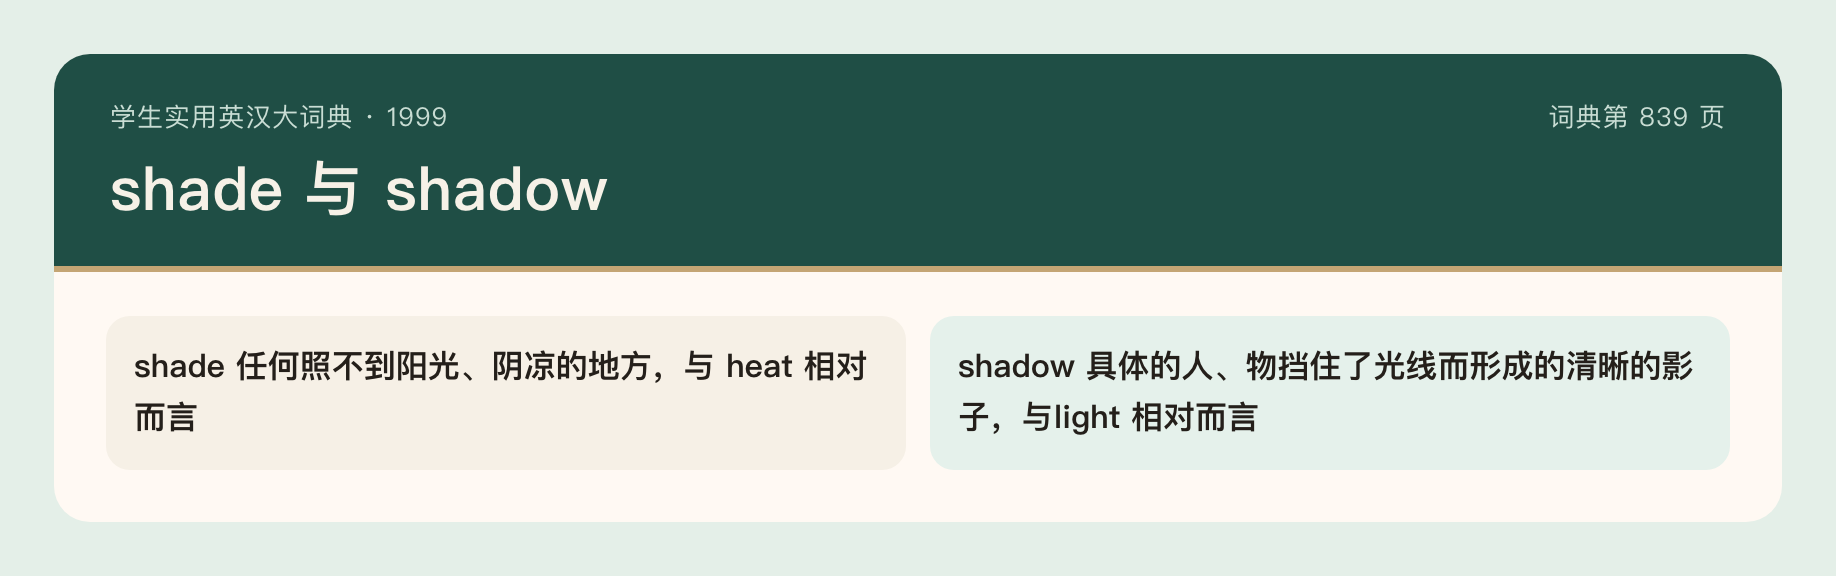 学生实用英汉大词典 · 1999
词典第 839 页
shade 与 shadow
shade 任何照不到阳光、阴凉的地方，与 heat 相对
而言
shadow 具体的人、物挡住了光线而形成的清晰的影
子，与light 相对而言